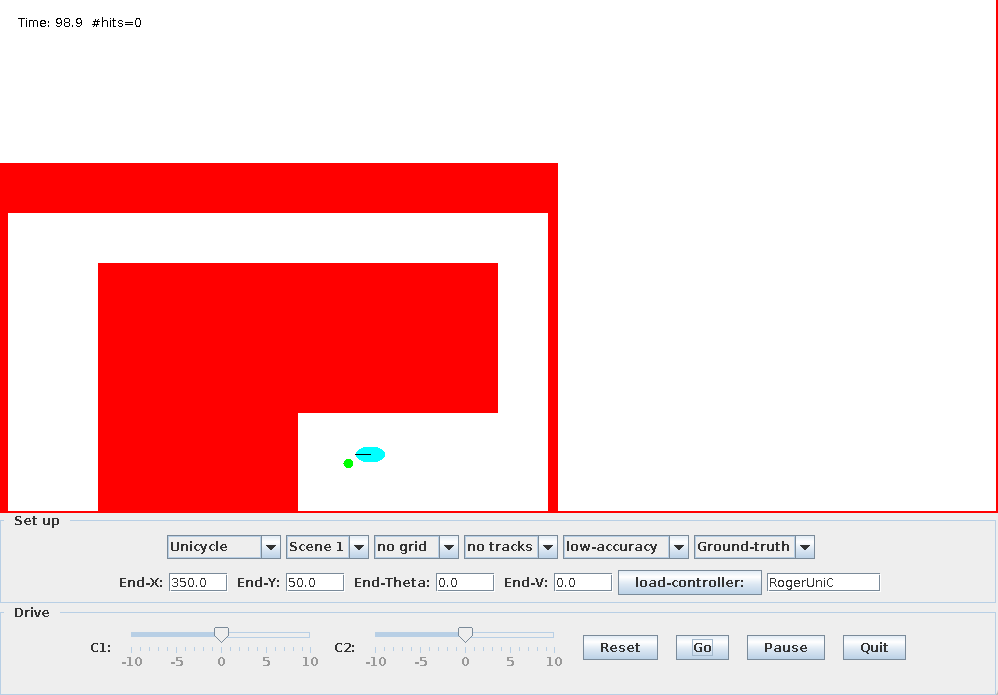 Time: 98.9 #hits=0
Set up
Unicycle Scene 1 no grid no tracks low-accuracy Ground-truth
End-X: 350.0 End-Y: 50.0 End-Theta: 0.0 End-V: 0.0 load-controller: RogerUniC
Drive
C1: C2: Reset Go Pause Quit
-10 -5 0 5 10 -10 -5 0 5 10